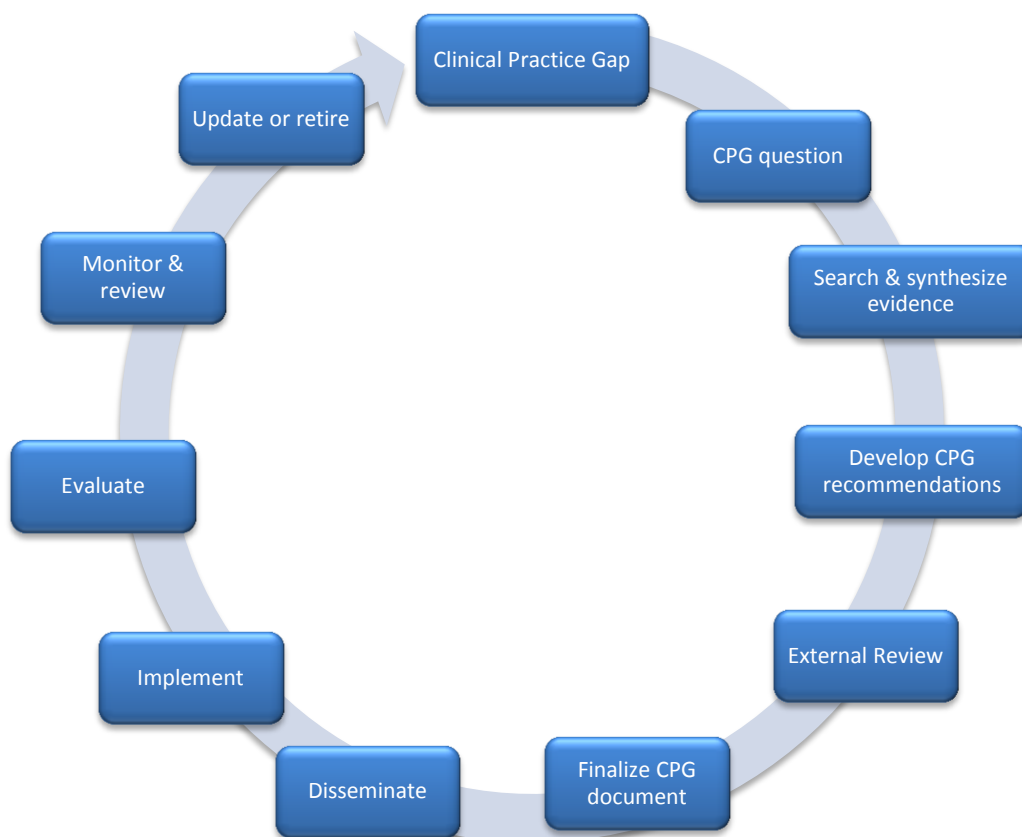 Clinical Practice Gap
CPG question
Search & synthesize
evidence
Develop CPG
recommendations
External Review
Finalize CPG
document
Disseminate
Implement
Evaluate
Monitor &
review
Update or retire